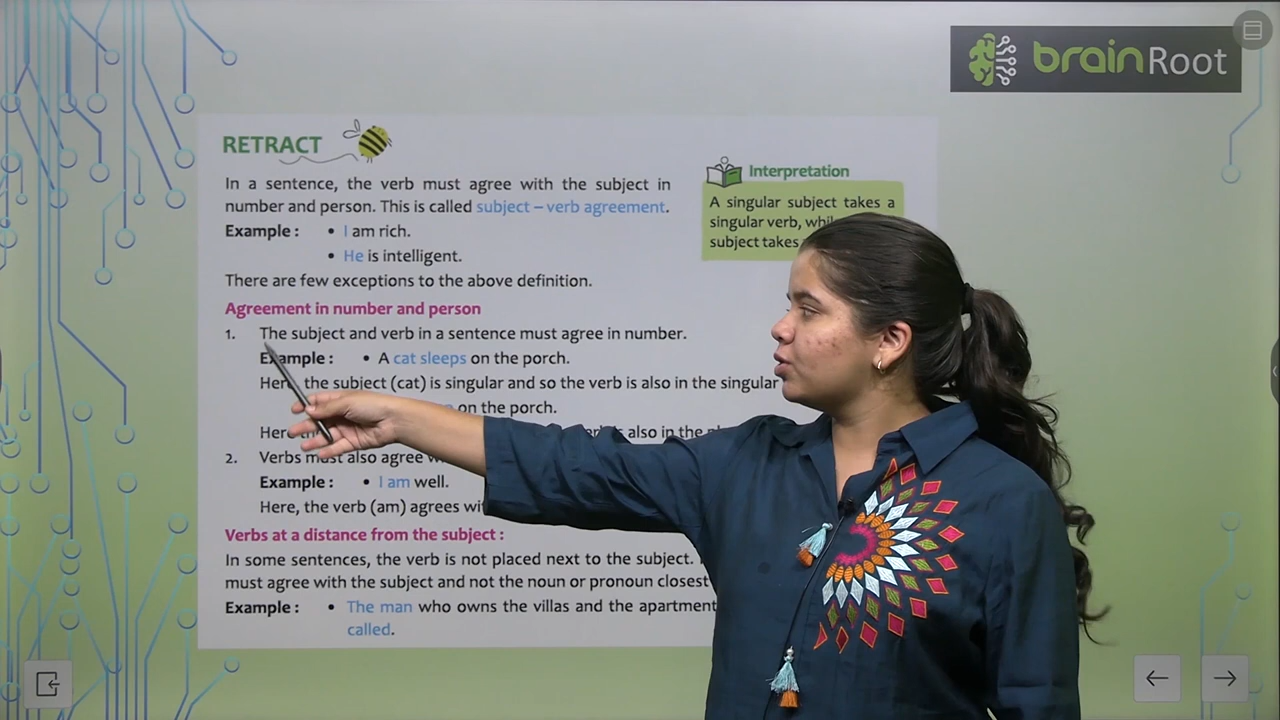 brainRoot
RETRACT
In a sentence, the verb must agree with the subject in
number and person. This is called subject – verb agreement.
Example : • I am rich.
• He is intelligent.
There are few exceptions to the above definition.
Interpretation
A singular subject takes a
singular verb,
subject takes
Agreement in number and person
1. The subject and verb in a sentence must agree in number.
Example : • A cat sleeps on the porch.
Here, the subject (cat) is singular and so the verb is also in the singular
on the porch.
also in the
2. Verbs must also agree
Example : • I am well.
Here, the verb (am) agrees
Verbs at a distance from the subject :
In some sentences, the verb is not placed next to the subject.
must agree with the subject and not the noun or pronoun closest
Example : • The man who owns the villas and the apartment
called.